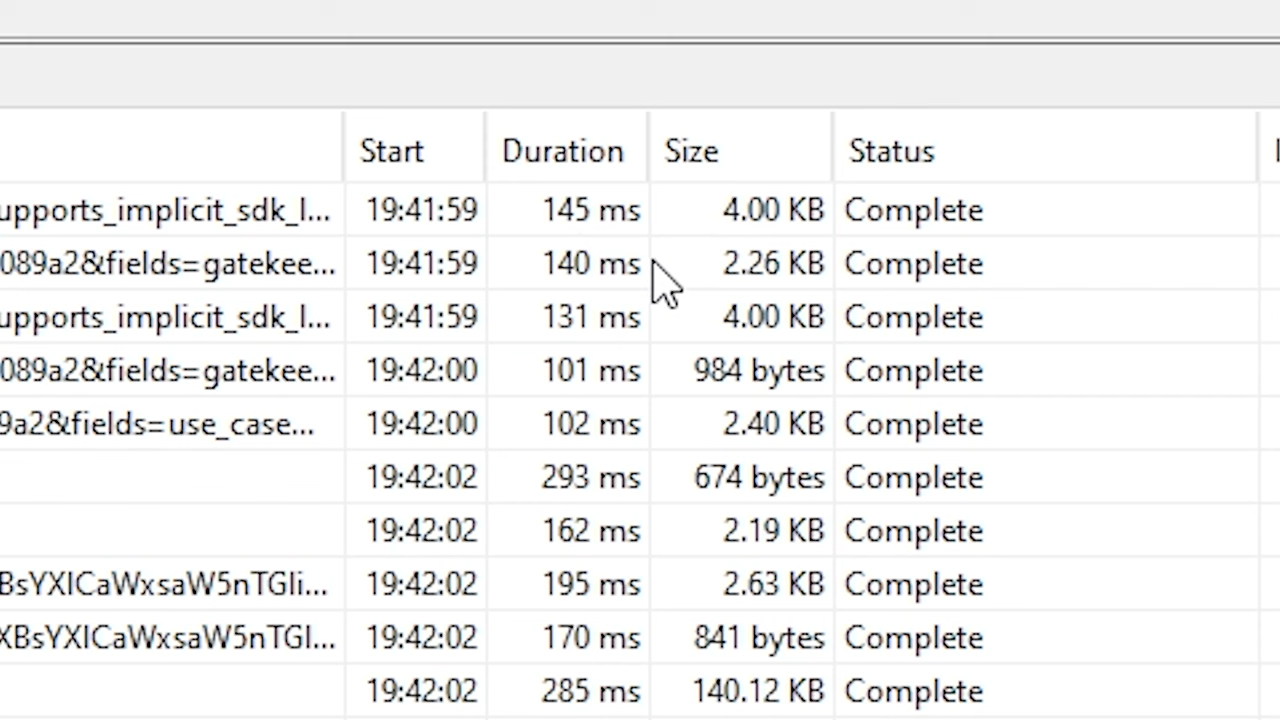 Start Duration Size Status
upports_implicit_sdk_l... 19:41:59 145 ms 4.00 KB Complete
089a2&fields=gatekee... 19:41:59 140 ms 2.26 KB Complete
upports_implicit_sdk_l... 19:41:59 131 ms 4.00 KB Complete
089a2&fields=gatekee... 19:42:00 101 ms 984 bytes Complete
9a2&fields=use_case... 19:42:00 102 ms 2.40 KB Complete
19:42:02 293 ms 674 bytes Complete
19:42:02 162 ms 2.19 KB Complete
BsYXICaWxsaW5nTGli... 19:42:02 195 ms 2.63 KB Complete
XBsYXICaWxsaW5nTGl... 19:42:02 170 ms 841 bytes Complete
19:42:02 285 ms 140.12 KB Complete